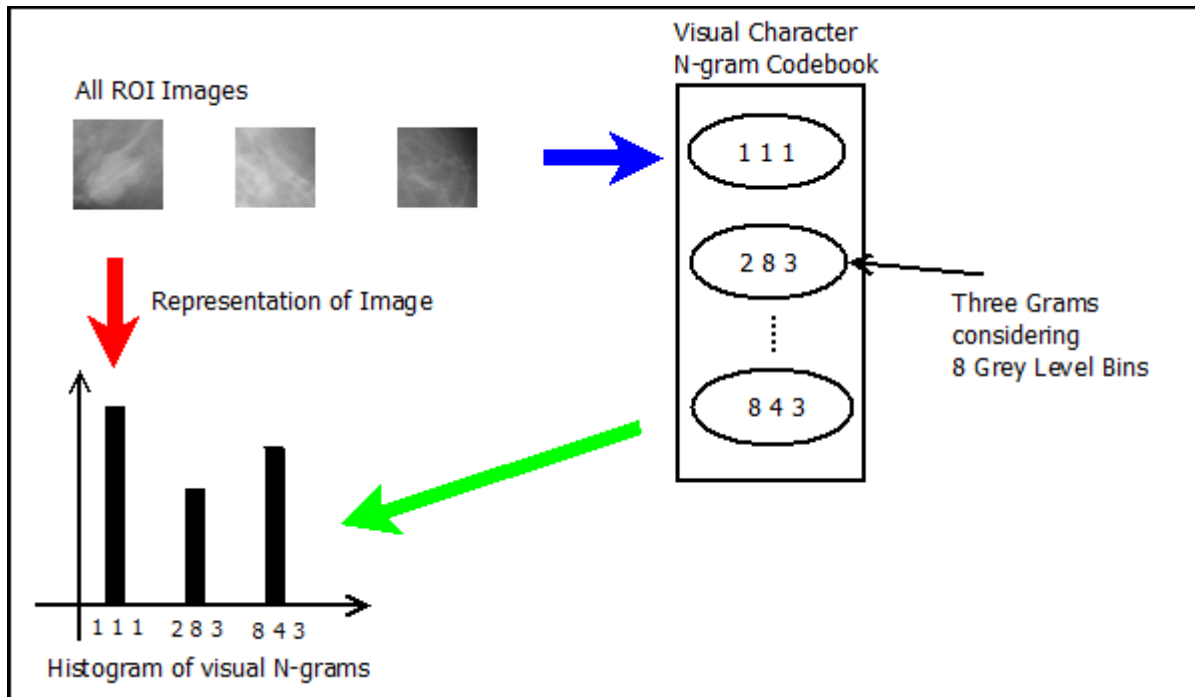 Visual Character
N-gram Codebook
All ROI Images
1 1 1
2 8 3
Three Grams
considering
8 Grey Level Bins
8 4 3
Representation of Image
1 1 1 2 8 3 8 4 3
Histogram of visual N-grams